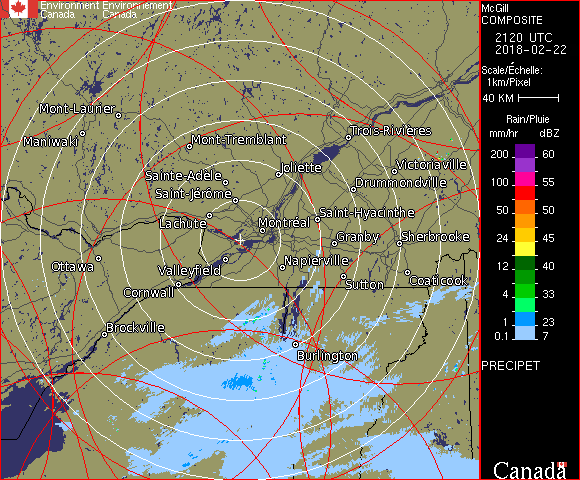 Environment Environnement
Canada Canada
McGill
COMPOSITE
2120 UTC
2018-02-22
Scale/Échelle:
1km/Pixel
40 KM
Rain/Pluie
mm/hr dBZ
200 60
55
100 55
50 50
24 45
12 40
4 33
1 23
0.1 7
PRECIPET
Canada
Mont-Laurier
Maniwaki
Mont-Tremblant
Trois-Rivières
Joliette
Victoriaville
Sainte-Adèle
Drummondville
Saint-Jérôme
Lachute
Montréal
Saint-Hyacinthe
Granby
Sherbrooke
Ottawa
Valleyfield
Napierville
Cornwall
Sutton
Coaticook
Brockville
Burlington